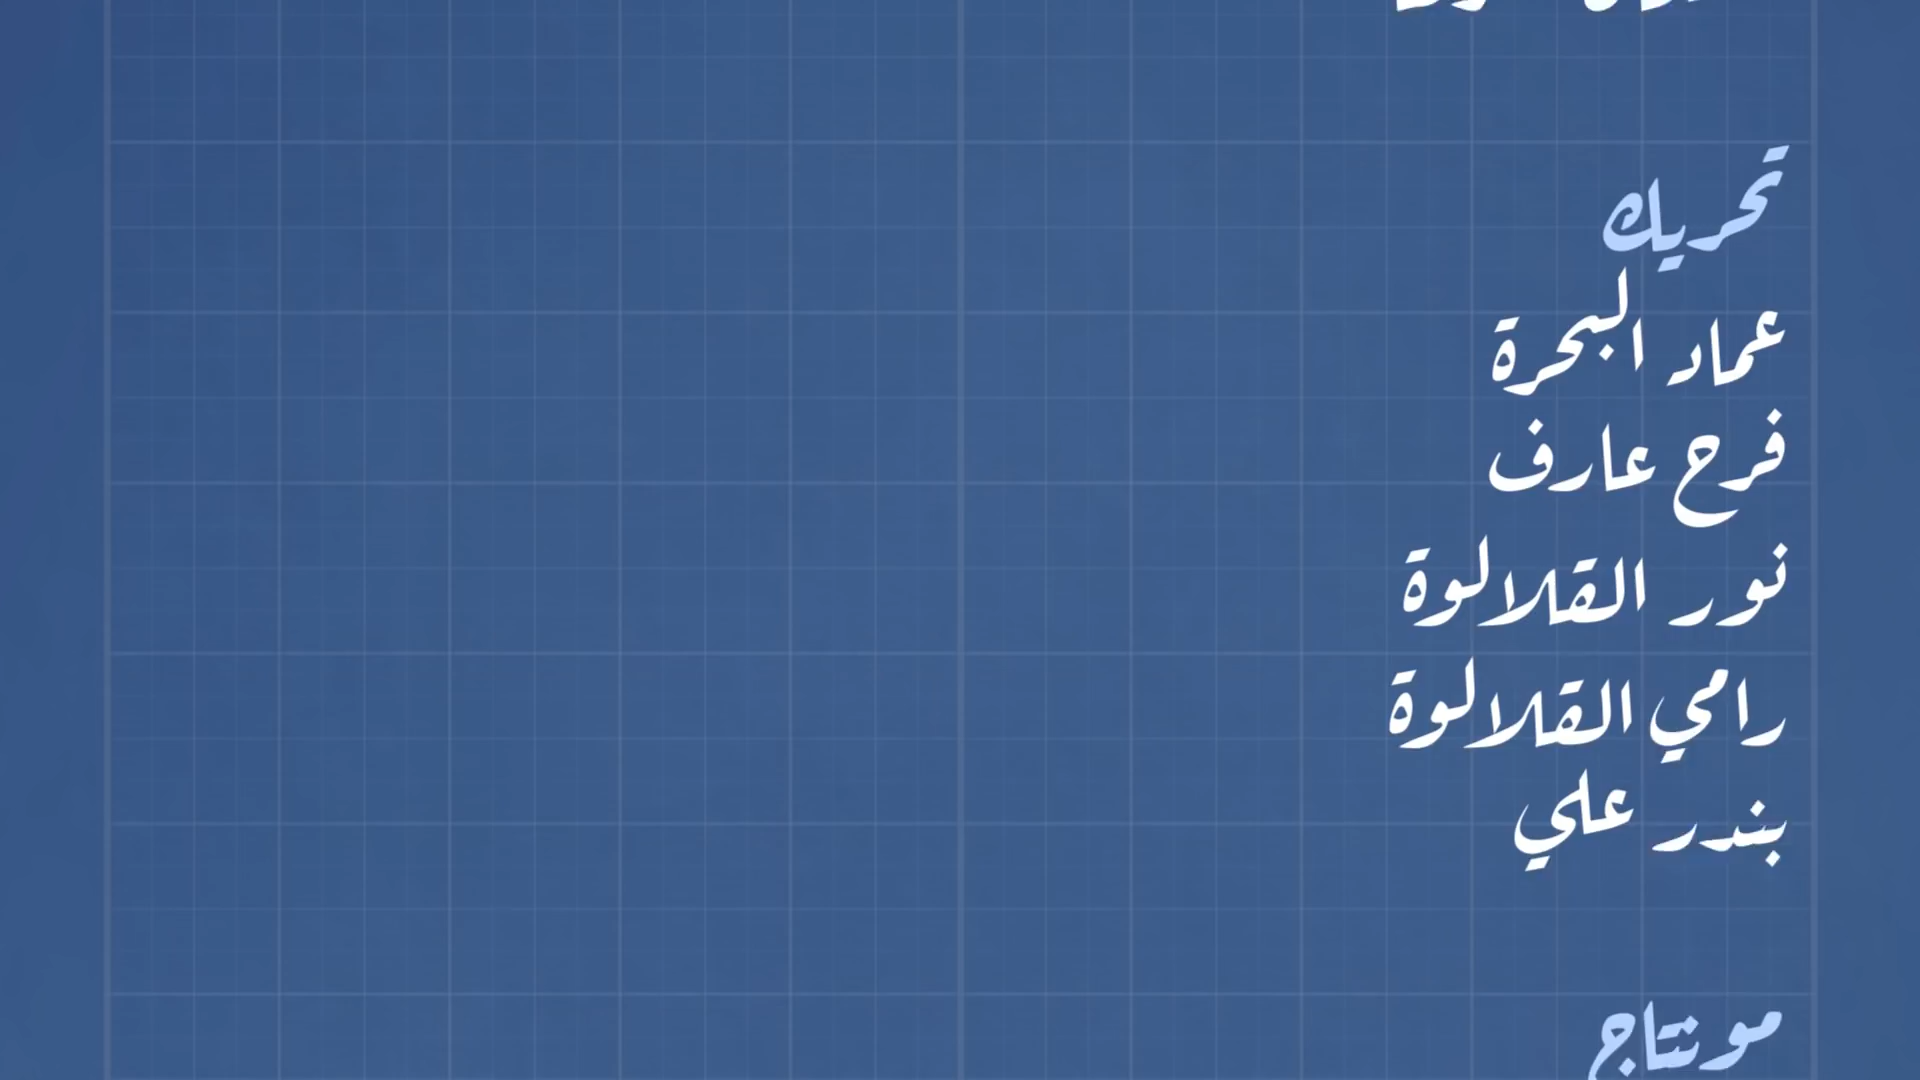 تحريك
عماد البحرة
فرح عارف
نور القلالوة
رامي القلالوة
بندر علي
مونتاج